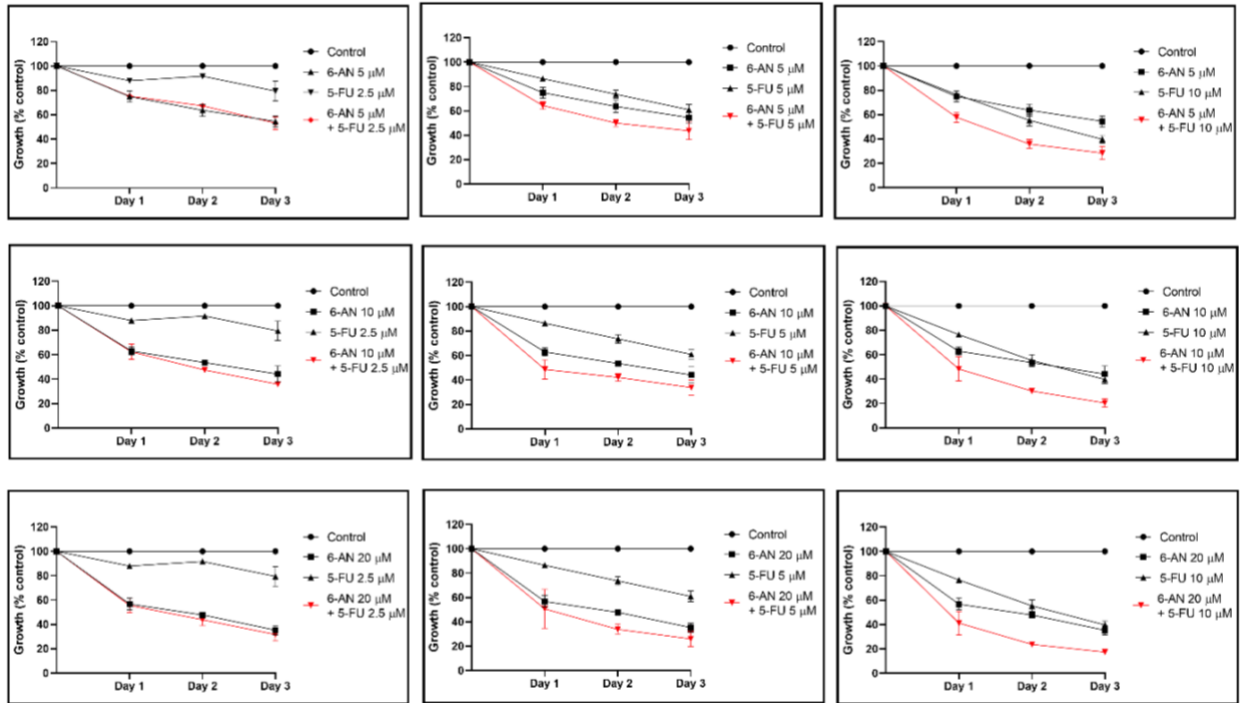 120
100
80
60
40
20
0
Growth (% control)
Day 1 Day 2 Day 3
Control
6-AN 5 μM
5-FU 2.5 μM
6-AN 5 μM
+ 5-FU 2.5 μM
120
100
80
60
40
20
0
Growth (% control)
Day 1 Day 2 Day 3
Control
6-AN 5 μM
5-FU 5 μM
6-AN 5 μM
+ 5-FU 5 μM
120
100
80
60
40
20
0
Growth (% control)
Day 1 Day 2 Day 3
Control
6-AN 5 μM
5-FU 10 μM
6-AN 5 μM
+ 5-FU 10 μM
120
100
80
60
40
20
0
Growth (% control)
Day 1 Day 2 Day 3
Control
6-AN 10 μM
5-FU 2.5 μM
6-AN 10 μM
+ 5-FU 2.5 μM
120
100
80
60
40
20
0
Growth (% control)
Day 1 Day 2 Day 3
Control
6-AN 10 μM
5-FU 5 μM
6-AN 10 μM
+ 5-FU 5 μM
120
100
80
60
40
20
0
Growth (% control)
Day 1 Day 2 Day 3
Control
6-AN 10 μM
5-FU 10 μM
6-AN 10 μM
+ 5-FU 10 μM
120
100
80
60
40
20
0
Growth (% control)
Day 1 Day 2 Day 3
Control
6-AN 20 μM
5-FU 2.5 μM
6-AN 20 μM
+ 5-FU 2.5 μM
120
100
80
60
40
20
0
Growth (% control)
Day 1 Day 2 Day 3
Control
6-AN 20 μM
5-FU 5 μM
6-AN 20 μM
+ 5-FU 5 μM
120
100
80
60
40
20
0
Growth (% control)
Day 1 Day 2 Day 3
Control
6-AN 20 μM
5-FU 10 μM
6-AN 20 μM
+ 5-FU 10 μM